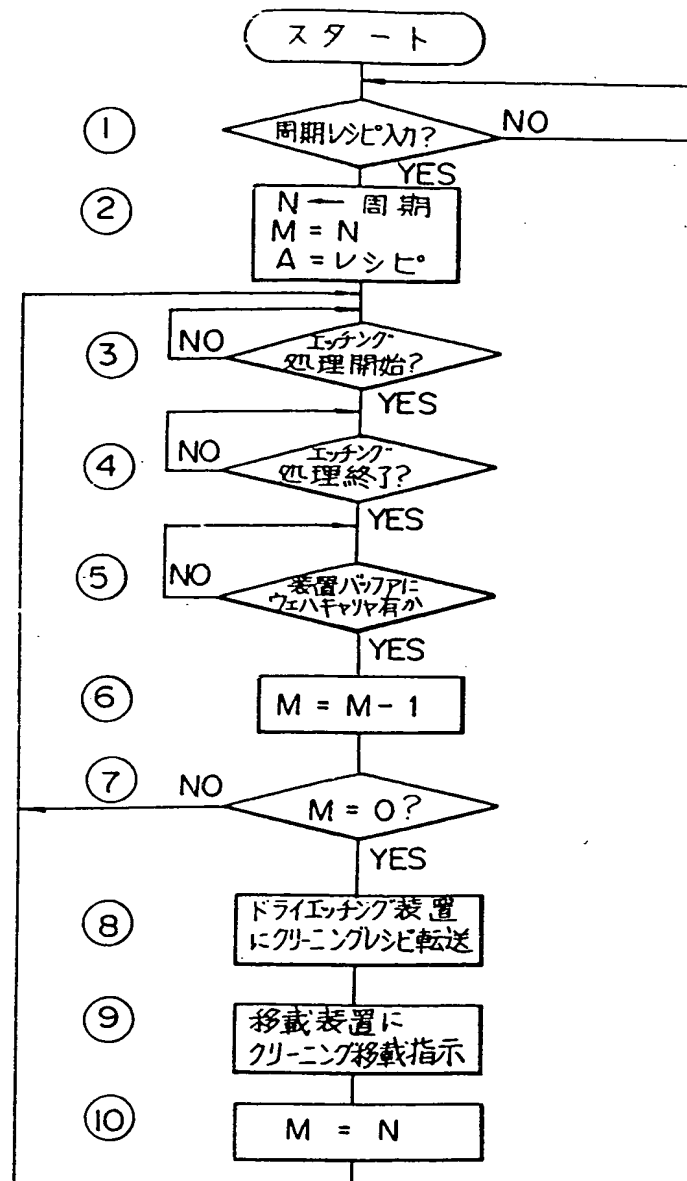 スタート
① 周期レシピ入力? NO
YES
② N ← 周期
M = N
A = レシピ
NO エッチング
③ 処理開始?
YES
NO エッチング
④ 処理終了?
YES
⑤ NO 装置バッファに
ウェハキャリヤ有か
YES
⑥ M = M - 1
⑦ NO M = 0?
YES
⑧ ドライエッチング装置
にクリーニングレシピ転送
⑨ 移載装置に
クリーニング移載指示
⑩ M = N